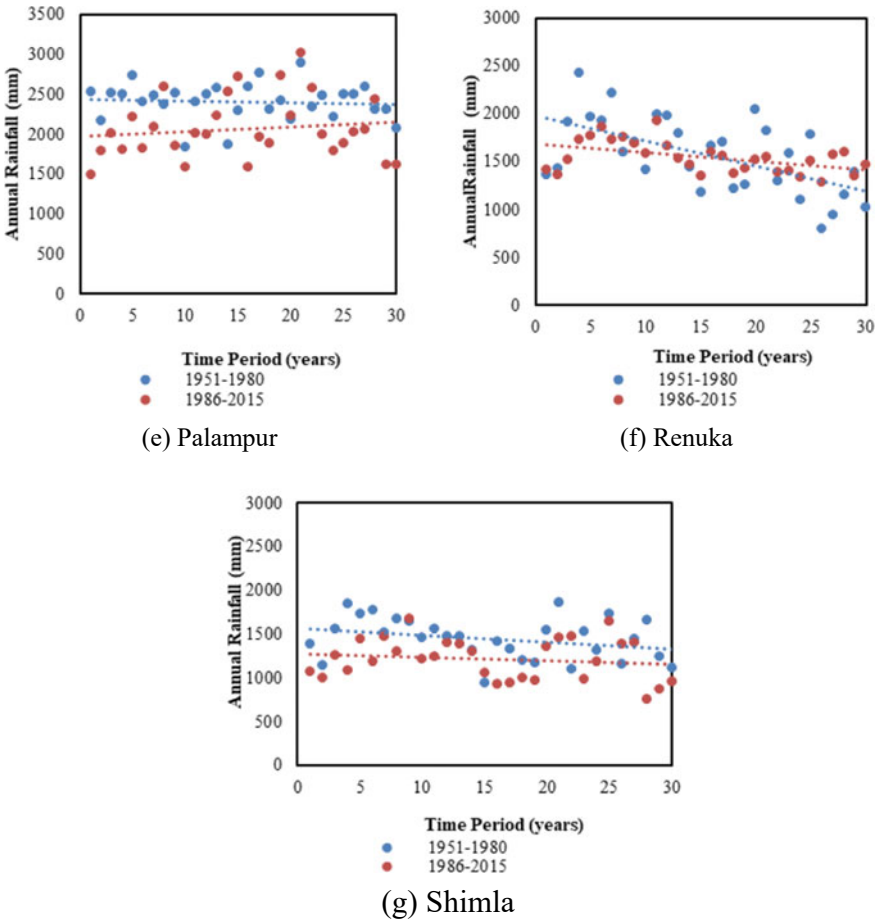 3500
3000
2500
2000
1500
1000
500
0
Annual Rainfall (mm)
0 5 10 15 20 25 30
Time Period (years)
1951-1980
1986-2015
(e) Palampur
3000
2500
2000
1500
1000
500
0
AnnualRainfall (mm)
0 5 10 15 20 25 30
Time Period (years)
1951-1980
1986-2015
(f) Renuka
3000
2500
2000
1500
1000
500
0
Annual Rainfall (mm)
0 5 10 15 20 25 30
Time Period (years)
1951-1980
1986-2015
(g) Shimla